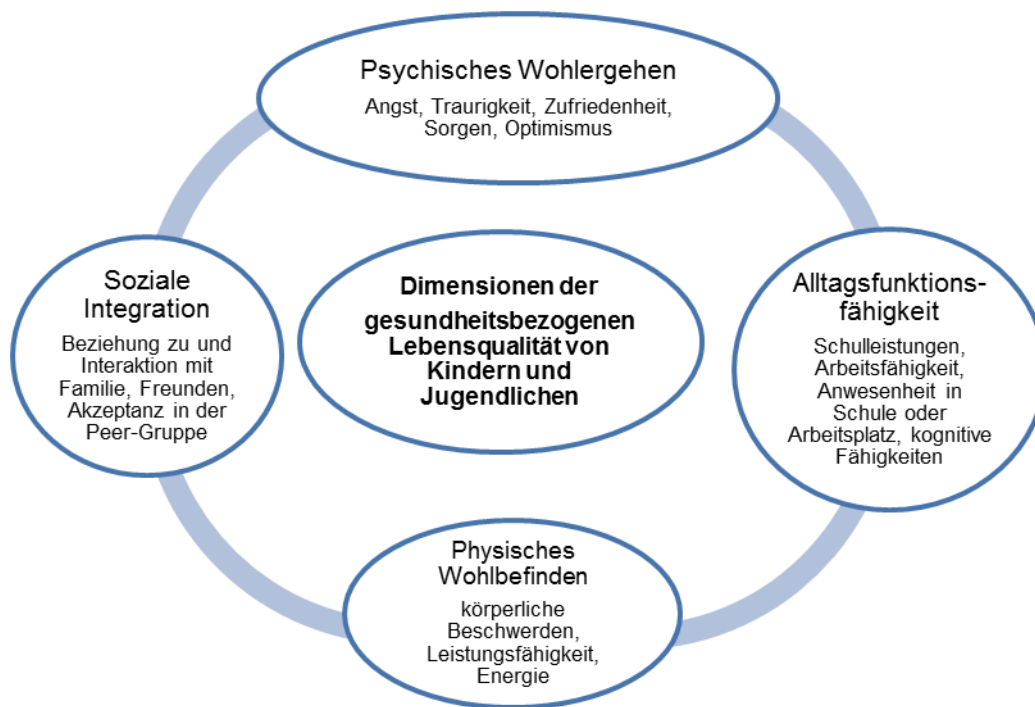 Psychisches Wohlergehen
Angst, Traurigkeit, Zufriedenheit,
Sorgen, Optimismus
Soziale
Integration
Beziehung zu und
Interaktion mit
Familie, Freunden,
Akzeptanz in der
Peer-Gruppe
Dimensionen der
gesundheitsbezogenen
Lebensqualität von
Kindern und
Jugendlichen
Alltagsfunktions-
fähigkeit
Schulleistungen,
Arbeitsfähigkeit,
Anwesenheit in
Schule oder
Arbeitsplatz, kognitive
Fähigkeiten
Physisches
Wohlbefinden
körperliche
Beschwerden,
Leistungsfähigkeit,
Energie